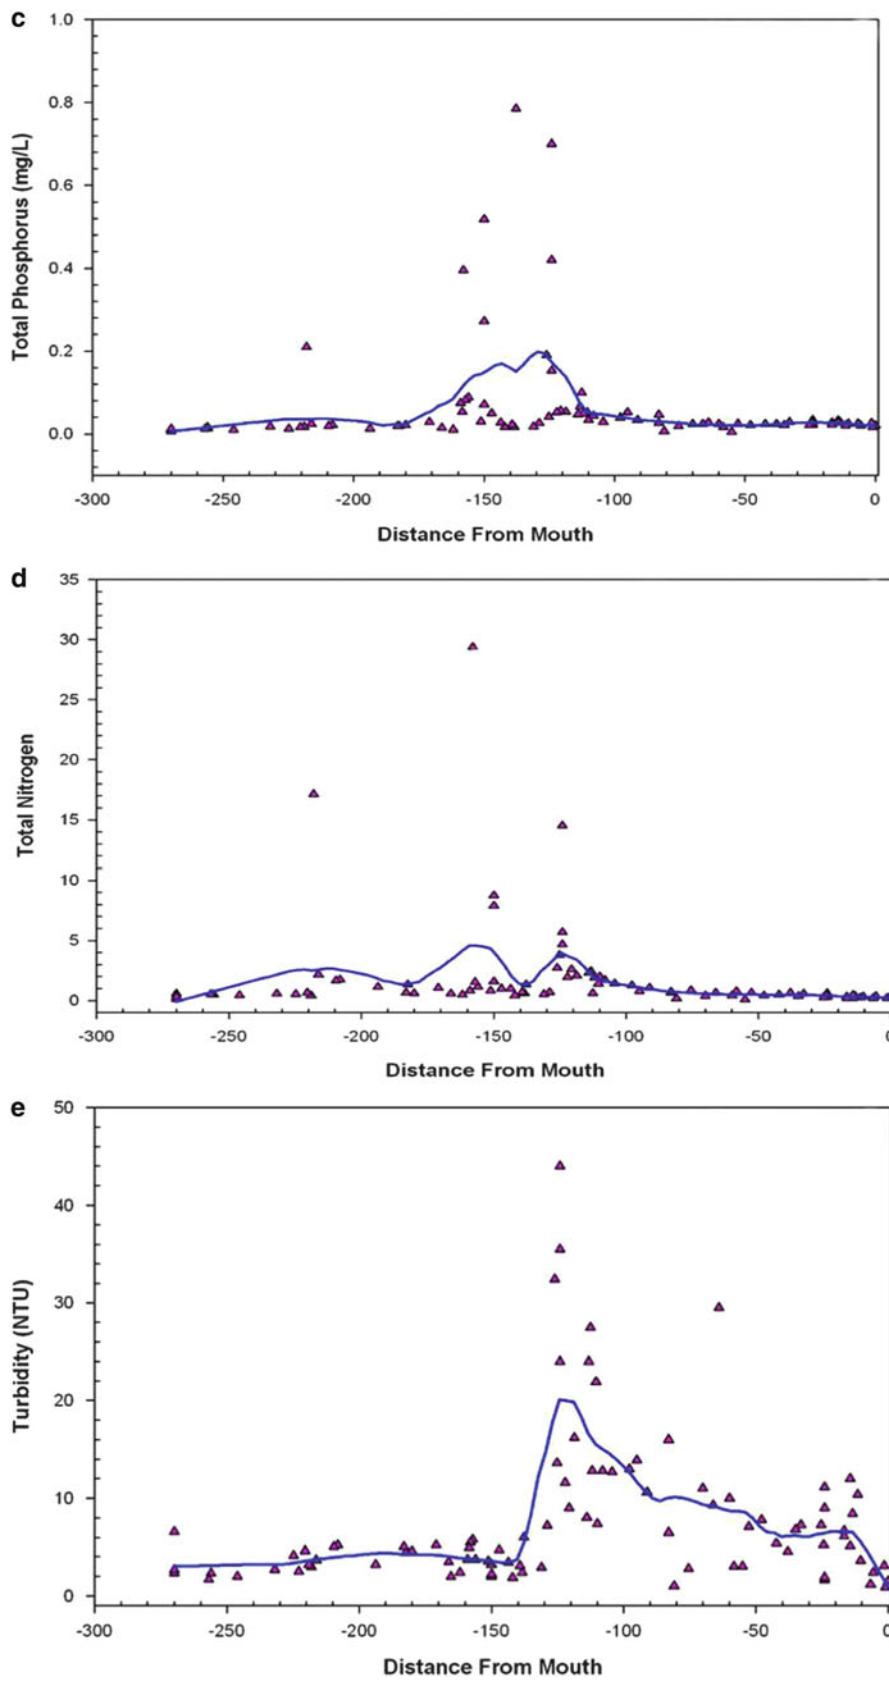 c
1.0
0.8
0.6
0.4
0.2
0.0
Total Phosphorus (mg/L)
-300 -250 -200 -150 -100 -50 0
Distance From Mouth
d
35
30
25
20
15
10
5
0
Total Nitrogen
-300 -250 -200 -150 -100 -50 0
Distance From Mouth
e
50
40
30
20
10
0
Turbidity (NTU)
-300 -250 -200 -150 -100 -50 0
Distance From Mouth